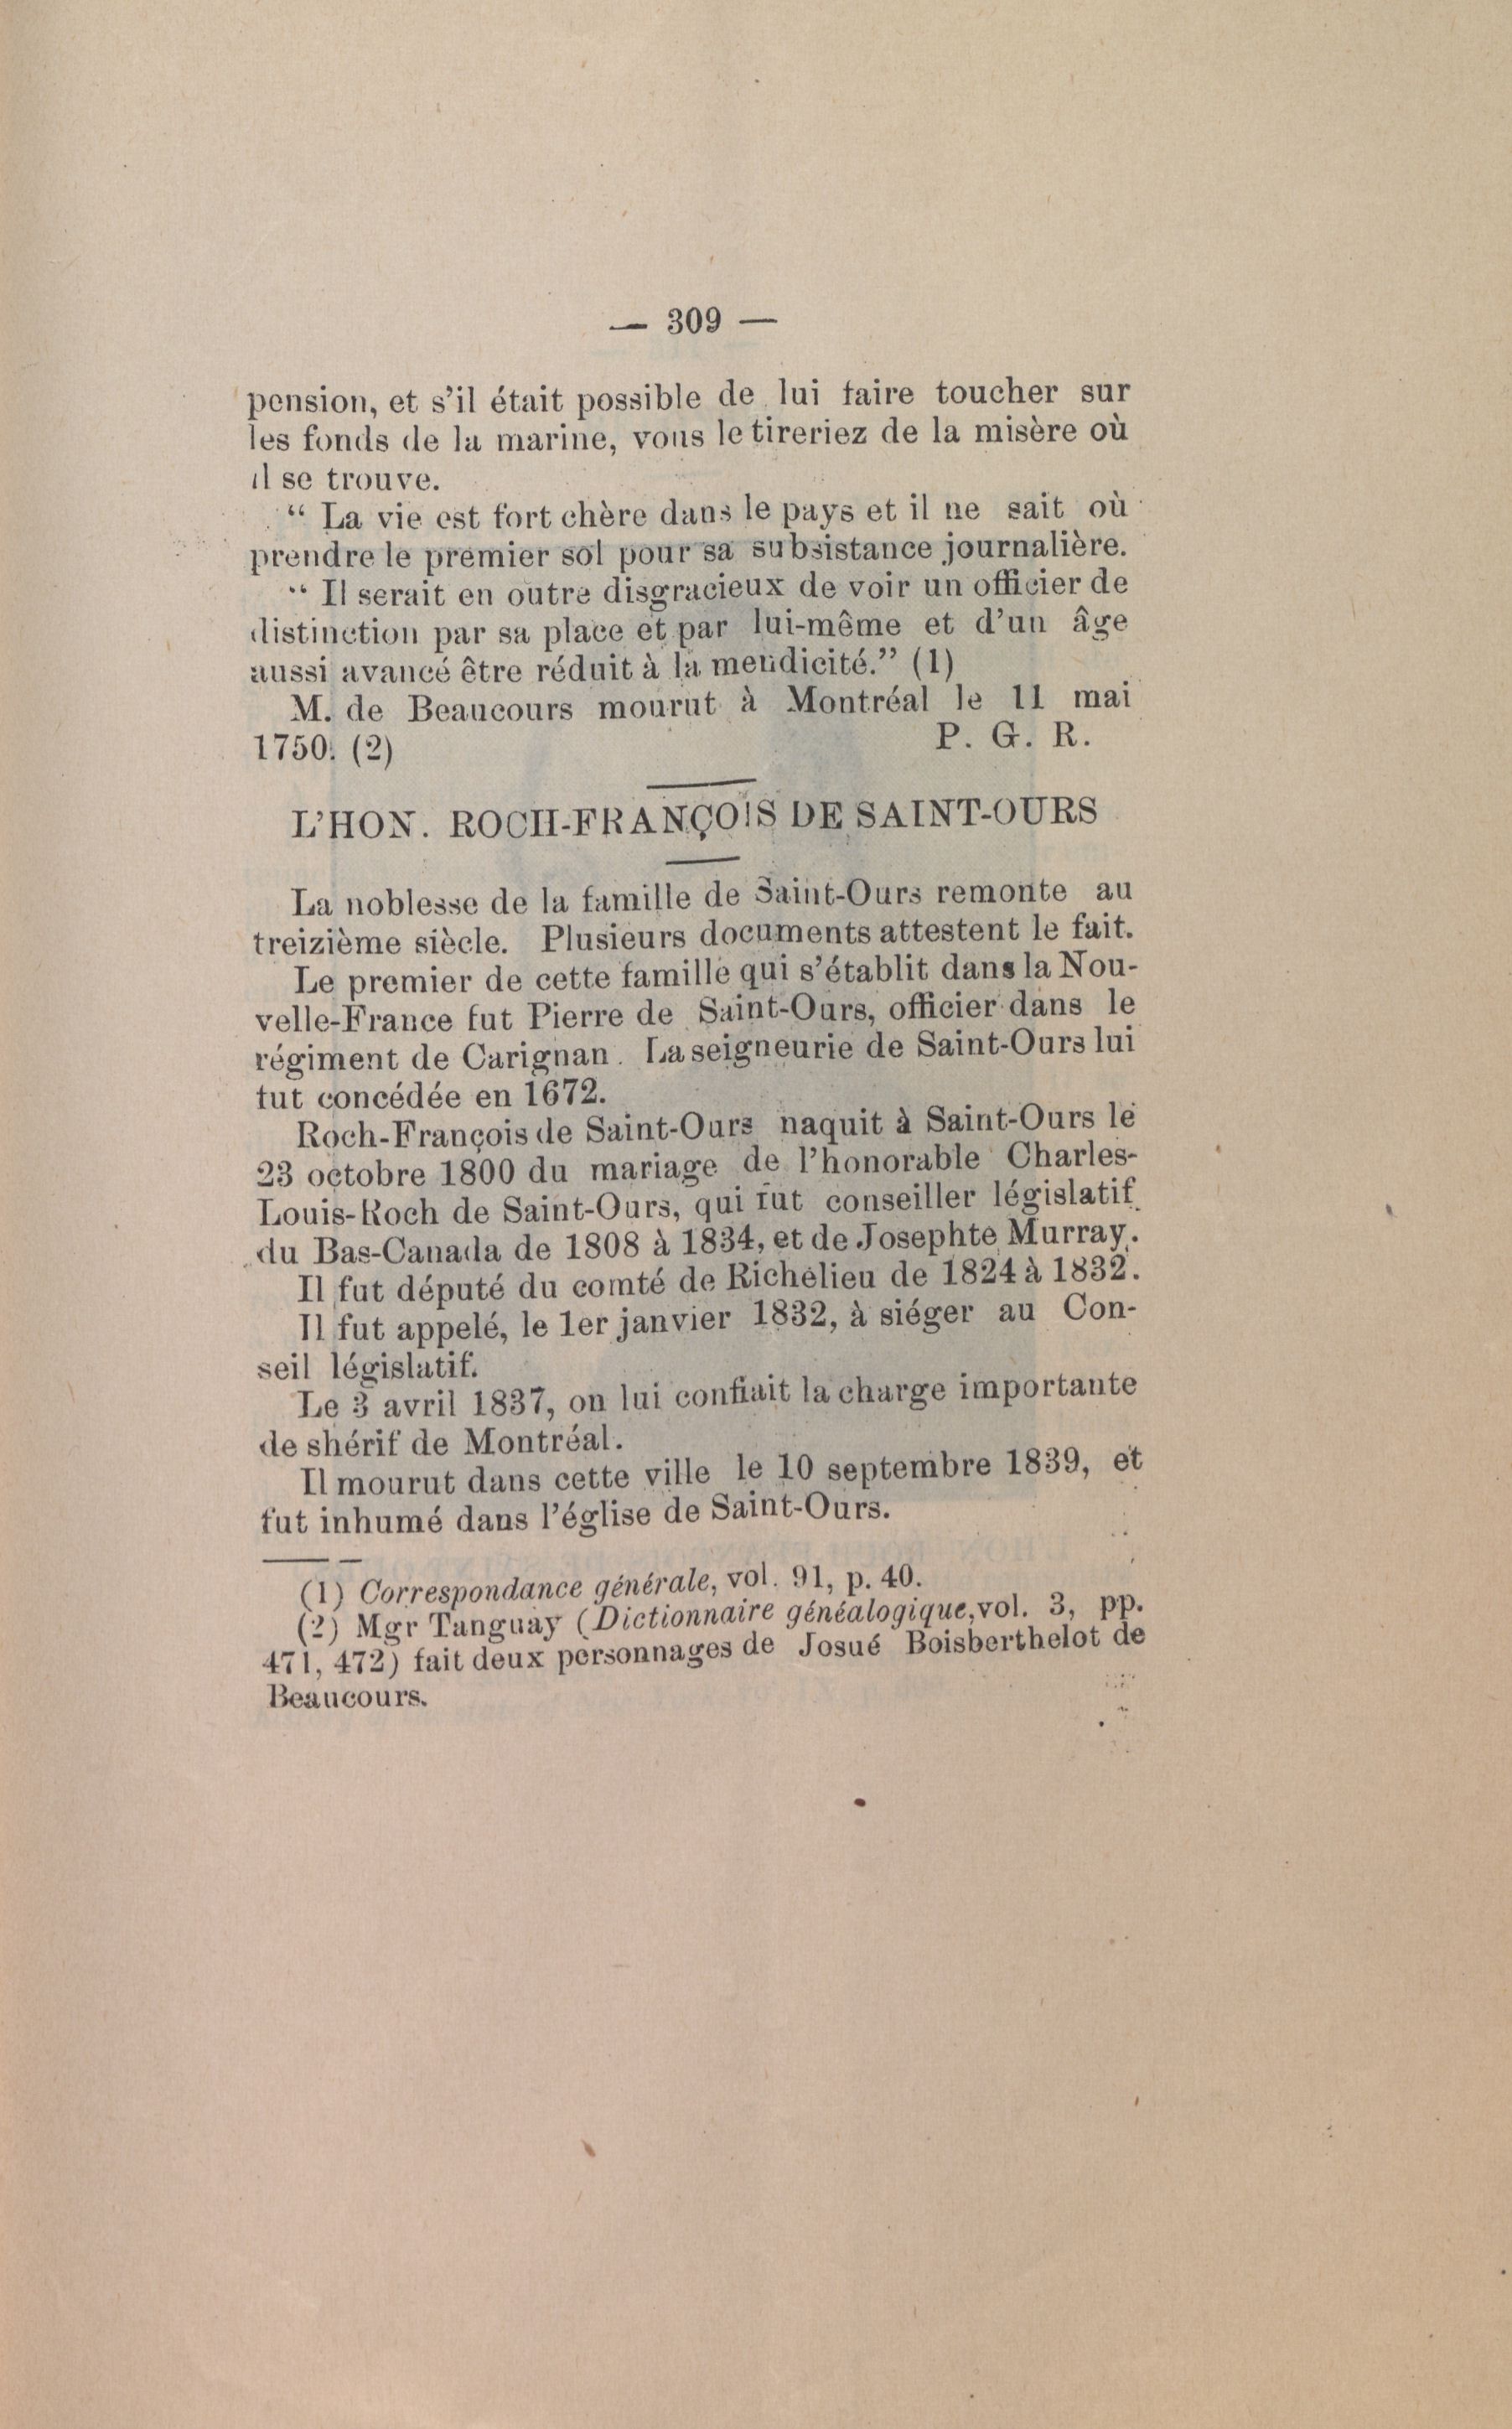 — 309 —
pension, et s'il était possible de lui faire toucher sur
les fonds de la marine, vous le tireriez de la misère où
il se trouve.
“ La vie est fort chère dans le pays et il ne sait où
prendre le premier sol pour sa subsistance journalière.
“ Il serait en outre disgracieux de voir un officier de
distinction par sa place et par lui-même et d'un âge
aussi avancé être réduit à la mendicité.” (1)
M. de Beaucours mourut à Montréal le 11 mai
1750. (2) P. G. R.
L'HON. ROCH-FRANÇOIS DE SAINT-OURS
La noblesse de la famille de Saint-Ours remonte au
treizième siècle. Plusieurs documents attestent le fait.
Le premier de cette famille qui s'établit dans la Nou-
velle-France fut Pierre de Saint-Ours, officier dans le
régiment de Carignan. La seigneurie de Saint-Ours lui
fut concédée en 1672.
Roch-François de Saint-Ours naquit à Saint-Ours le
23 octobre 1800 du mariage de l'honorable Charles-
Louis-Roch de Saint-Ours, qui fut conseiller législatif
du Bas-Canada de 1808 à 1834, et de Josephte Murray.
Il fut député du comté de Richelieu de 1824 à 1832.
Il fut appelé, le 1er janvier 1832, à siéger au Con-
seil législatif.
Le 3 avril 1837, on lui confiait la charge importante
de shérif de Montréal.
Il mourut dans cette ville le 10 septembre 1839, et
fut inhumé dans l'église de Saint-Ours.
(1) Correspondance générale, vol. 91, p. 40.
(2) Mgr Tanguay (Dictionnaire généalogique, vol. 3, pp.
471, 472) fait deux personnages de Josué Boisberthelot de
Beaucours.